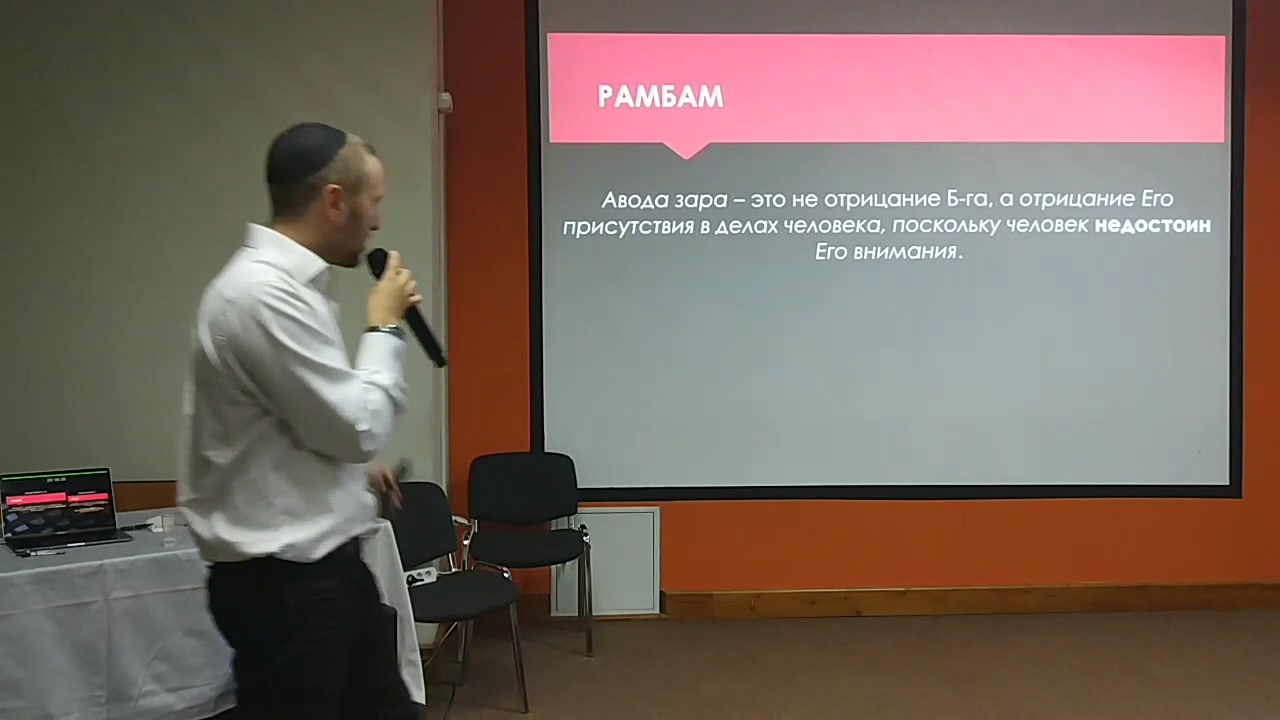 РАМБАМ
Авода зара – это не отрицание Б-га, а отрицание Его
присутствия в делах человека, поскольку человек недостоин
Его внимания.